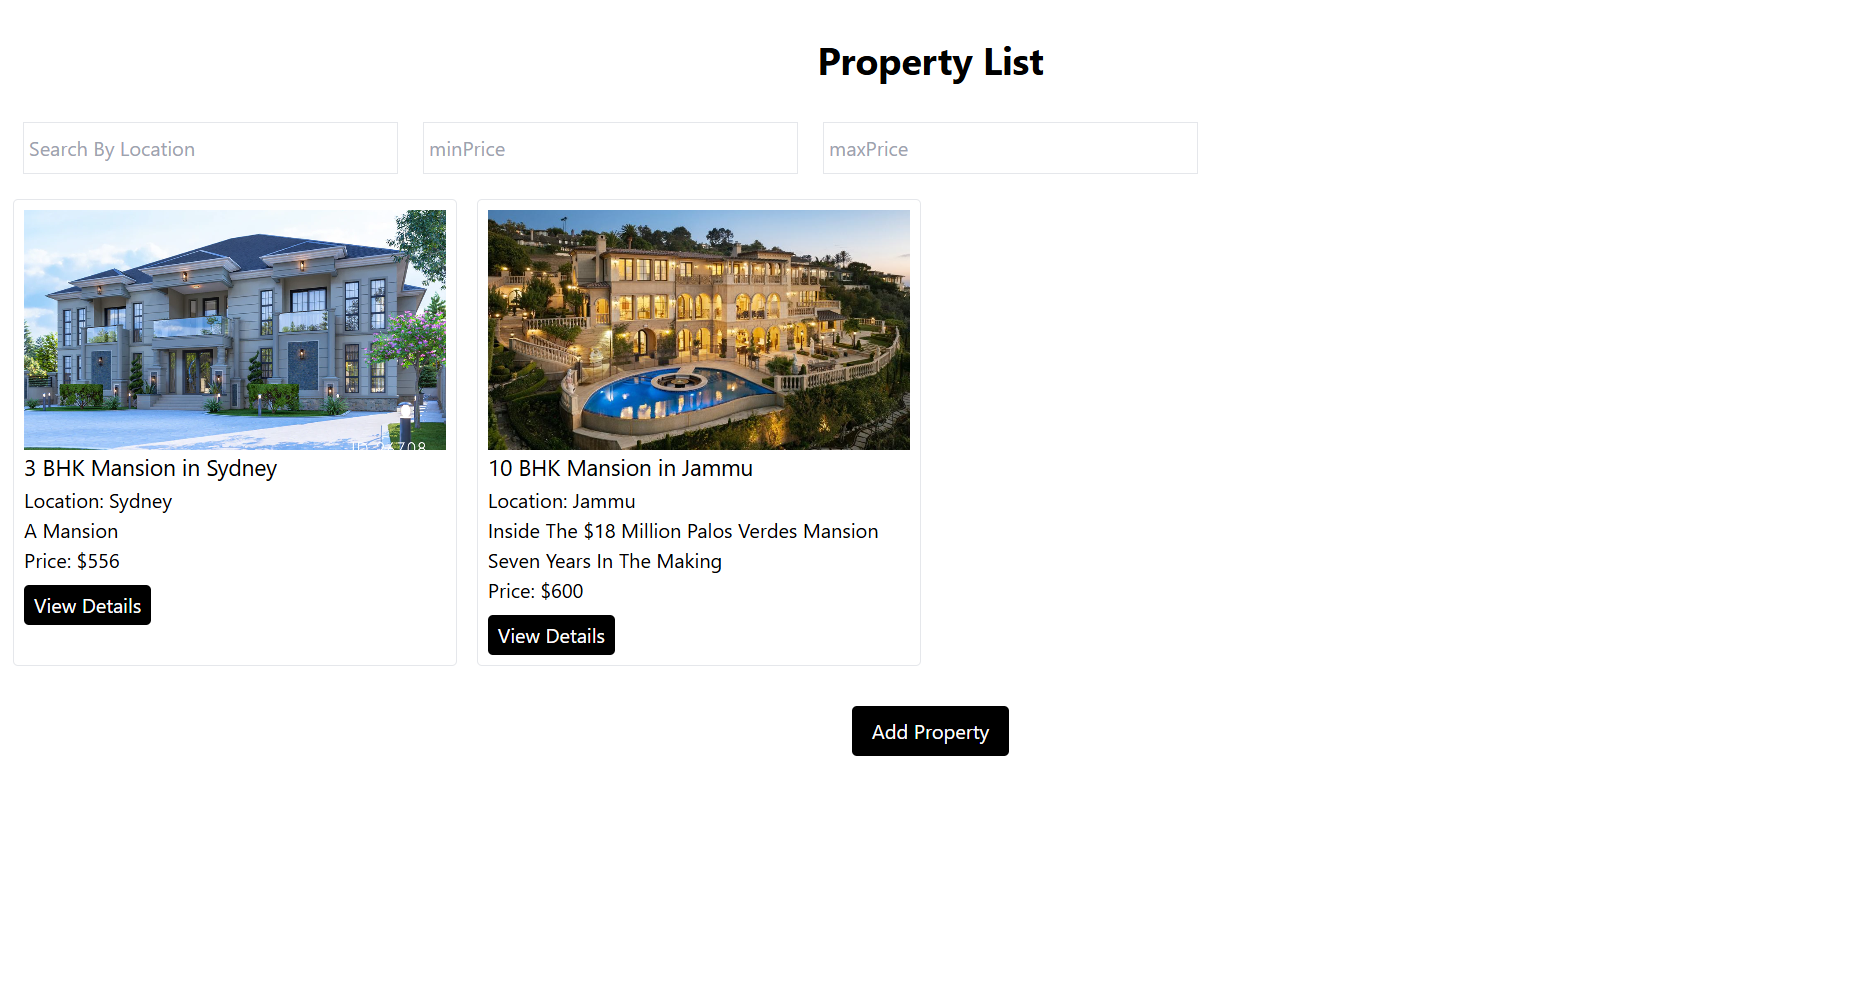 Property List
Search By Location
minPrice
maxPrice
3 BHK Mansion in Sydney
Location: Sydney
A Mansion
Price: $556
View Details
10 BHK Mansion in Jammu
Location: Jammu
Inside The $18 Million Palos Verdes Mansion
Seven Years In The Making
Price: $600
View Details
Add Property